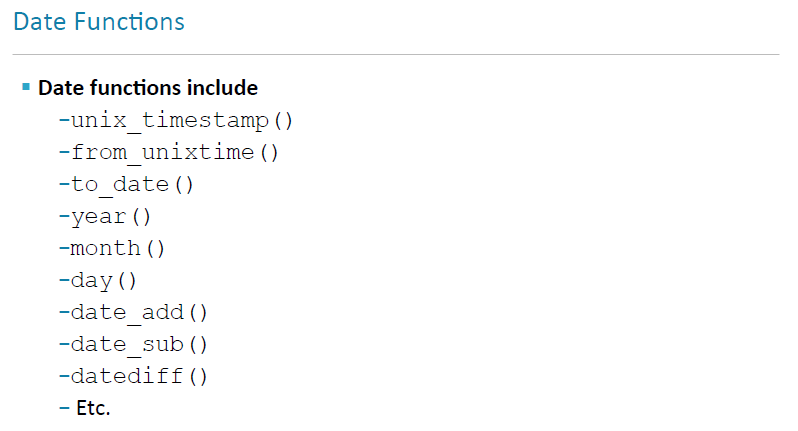 Date Functions
▪ Date functions include
–unix_timestamp()
–from_unixtime()
–to_date()
–year()
–month()
–day()
–date_add()
–date_sub()
–datediff()
– Etc.